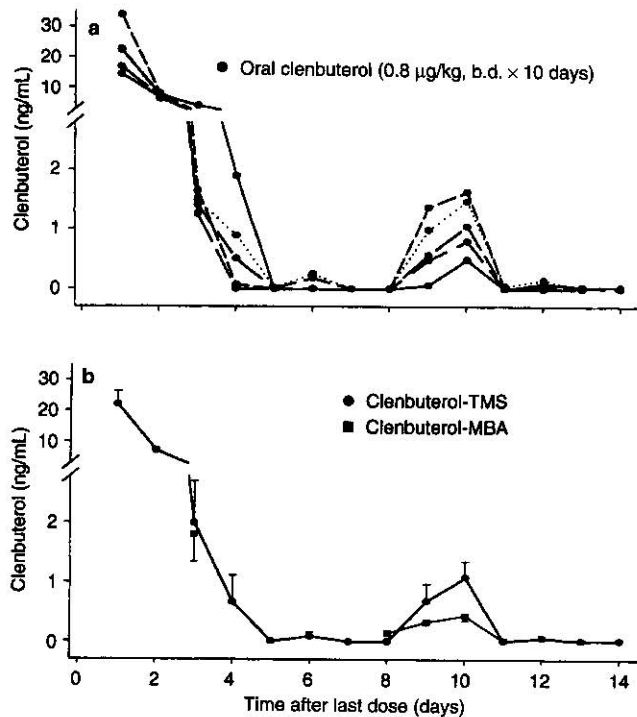 a
30
20
10
2
1
0
Clenbuterol (ng/mL)
Oral clenbuterol (0.8 µg/kg, b.d. × 10 days)
b
30
20
10
2
1
0
Clenbuterol (ng/mL)
Clenbuterol-TMS
Clenbuterol-MBA
0 2 4 6 8 10 12 14
Time after last dose (days)